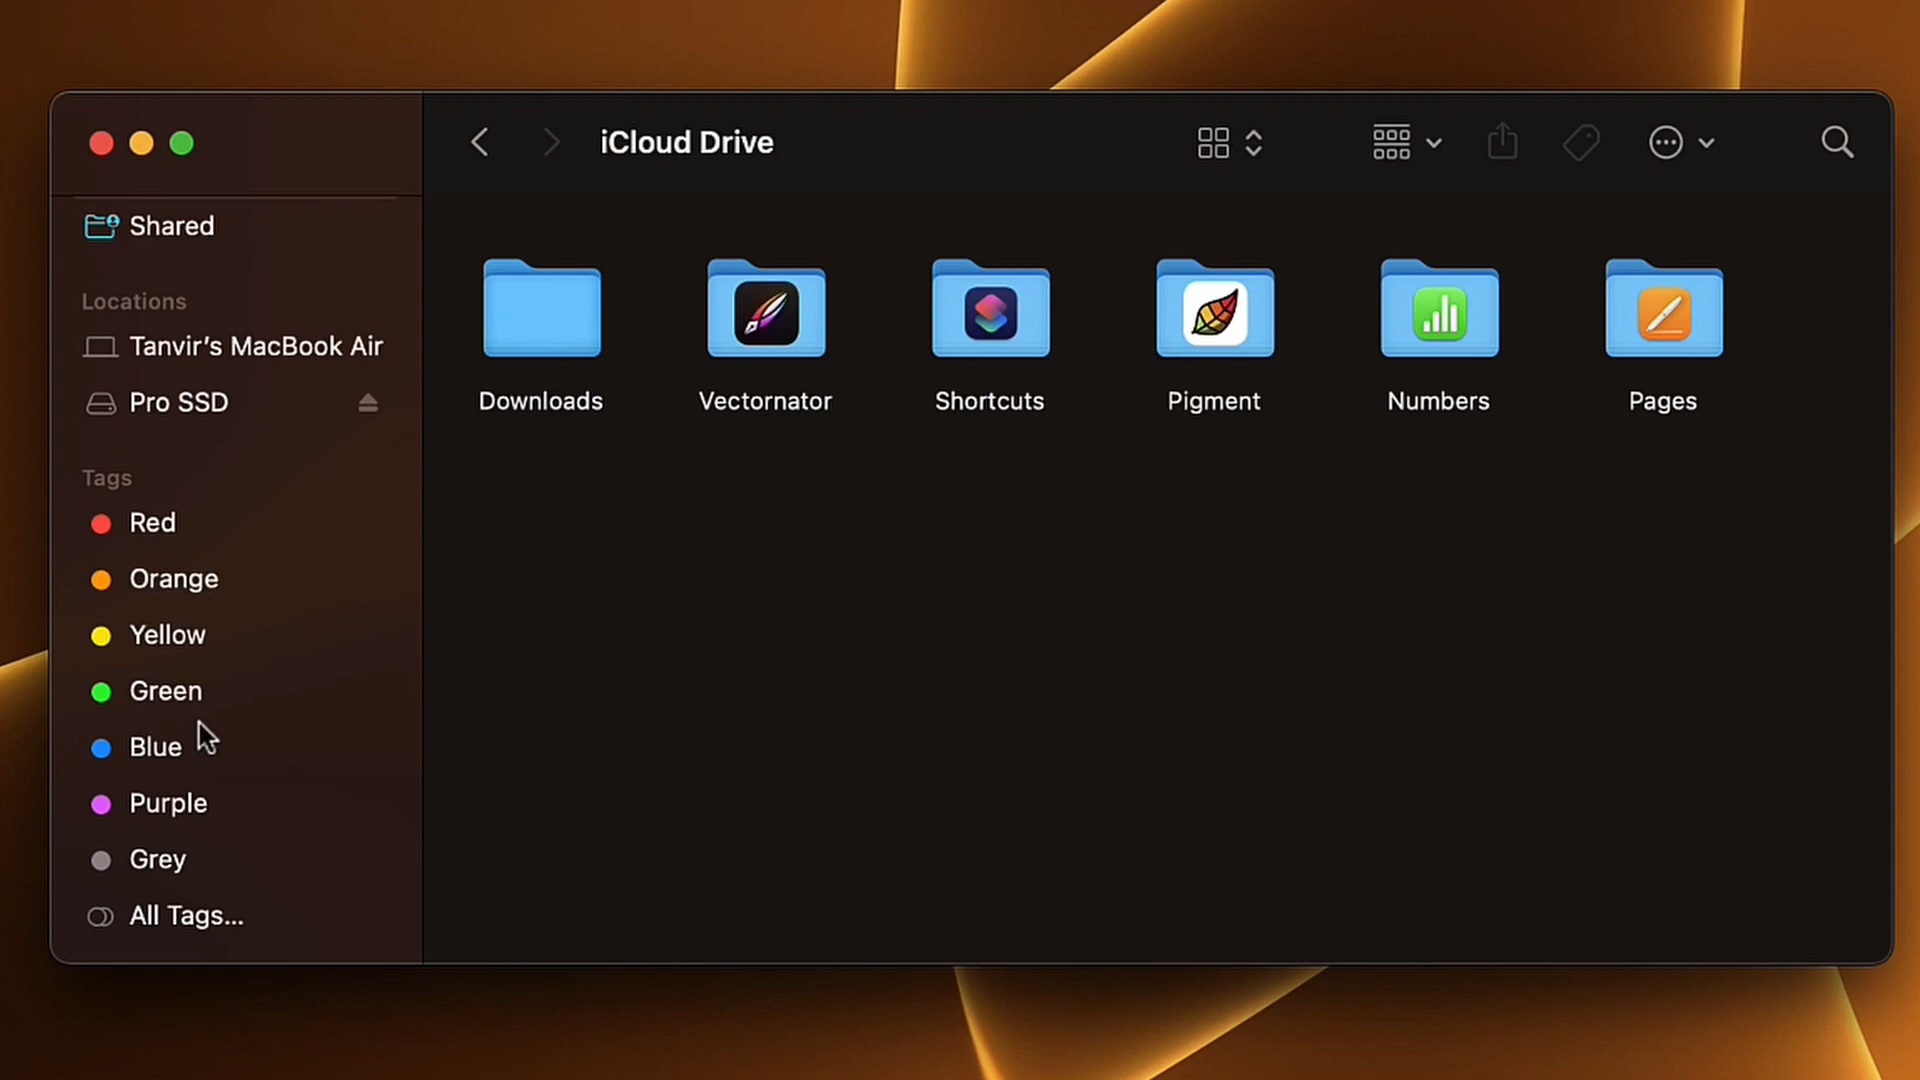 iCloud Drive
Shared
Locations
Tanvir’s MacBook Air
Pro SSD
Tags
Red
Orange
Yellow
Green
Blue
Purple
Grey
All Tags...
Downloads
Vectornator
Shortcuts
Pigment
Numbers
Pages